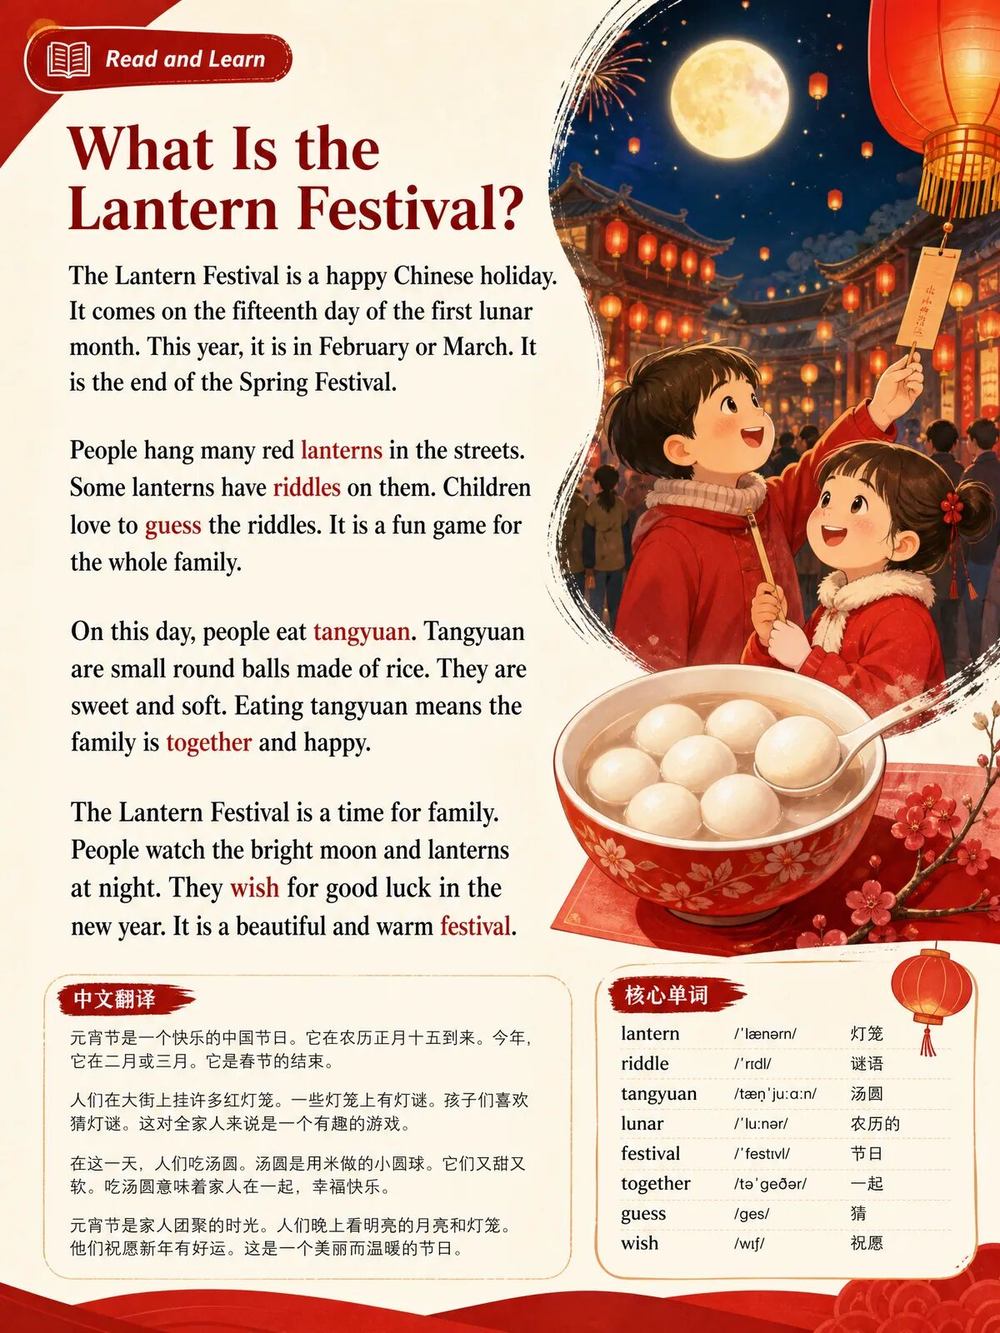 Read and Learn
What Is the
Lantern Festival?
The Lantern Festival is a happy Chinese holiday.
It comes on the fifteenth day of the first lunar
month. This year, it is in February or March. It
is the end of the Spring Festival.
People hang many red lanterns in the streets.
Some lanterns have riddles on them. Children
love to guess the riddles. It is a fun game for
the whole family.
On this day, people eat tangyuan. Tangyuan
are small round balls made of rice. They are
sweet and soft. Eating tangyuan means the
family is together and happy.
The Lantern Festival is a time for family.
People watch the bright moon and lanterns
at night. They wish for good luck in the
new year. It is a beautiful and warm festival.
中文翻译
元宵节是一个快乐的中国节日。它在农历正月十五到来。今年,
它在二月或三月。它是春节的结束。
人们在大街上挂许多红灯笼。一些灯笼上有灯谜。孩子们喜欢
猜灯谜。这对全家人来说是一个有趣的游戏。
在这一天，人们吃汤圆。汤圆是用米做的小圆球。它们又甜又
软。吃汤圆意味着家人在一起，幸福快乐。
元宵节是家人团聚的时光。人们晚上看明亮的月亮和灯笼。
他们祝愿新年有好运。这是一个美丽而温暖的节日。
核心单词
lantern /ˈlænərn/ 灯笼
riddle /ˈrɪdl/ 谜语
tangyuan /tæŋˈjuːɑːn/ 汤圆
lunar /ˈluːnər/ 农历的
festival /ˈfestɪvl/ 节日
together /təˈgeðər/ 一起
guess /ges/ 猜
wish /wɪʃ/ 祝愿